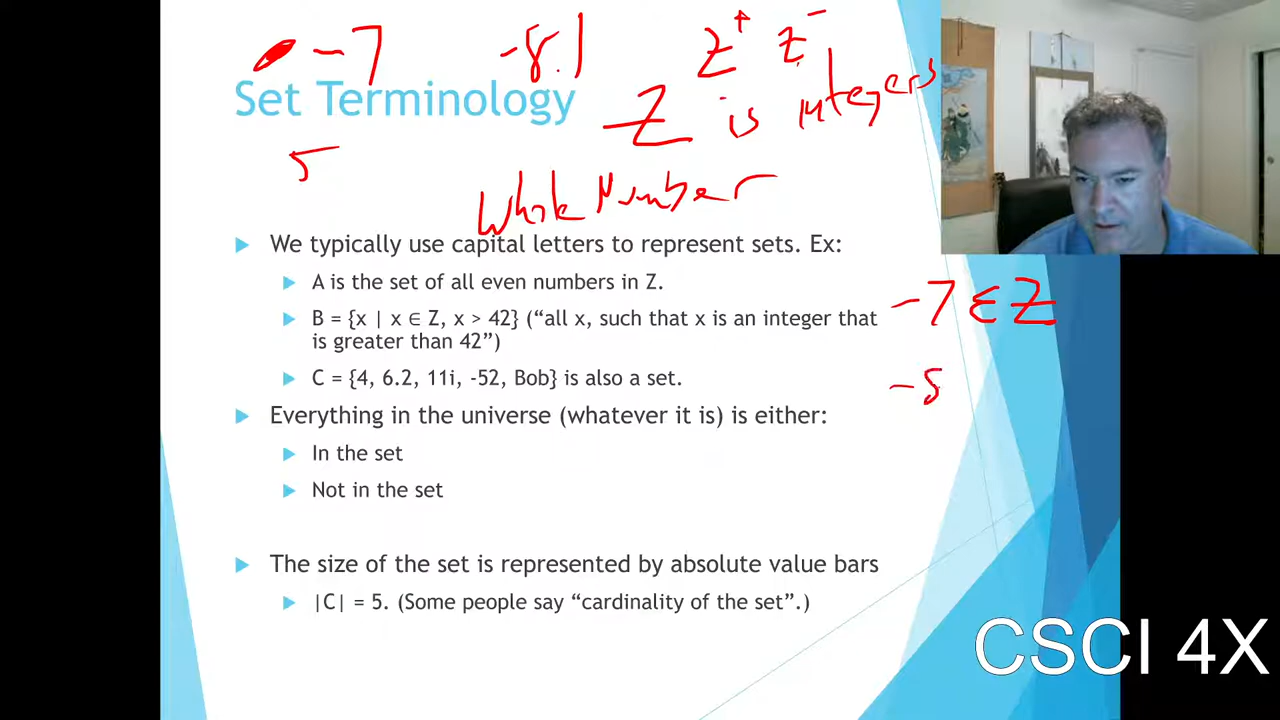 -7 -8.1 Z⁺ Z⁻
Set Terminology Z is integers
5
Whole Number
We typically use capital letters to represent sets. Ex:
A is the set of all even numbers in Z.
-7 ∈ Z
B = {x | x ∈ Z, x > 42} (“all x, such that x is an integer that
is greater than 42”)
C = {4, 6.2, 11i, -52, Bob} is also a set.
Everything in the universe (whatever it is) is either:
In the set
Not in the set
The size of the set is represented by absolute value bars
|C| = 5. (Some people say “cardinality of the set”.)
CSCI 4X